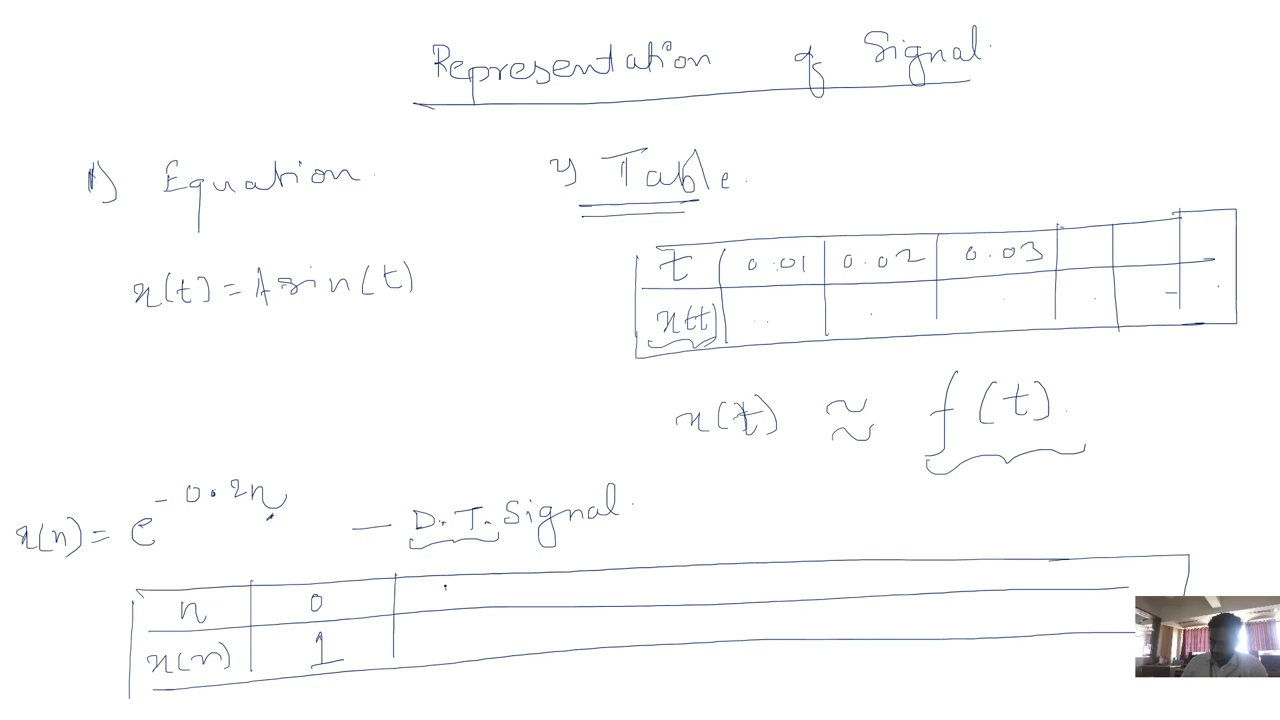 Representation of Signal.
1) Equation.
x(t) = A sin(t)
2) Table.
t 0.01 0.02 0.03
x(t)
x(t) ≈ f(t).
x(n) = e^-0.2n — D.T. Signal.
n 0
x(n) 1